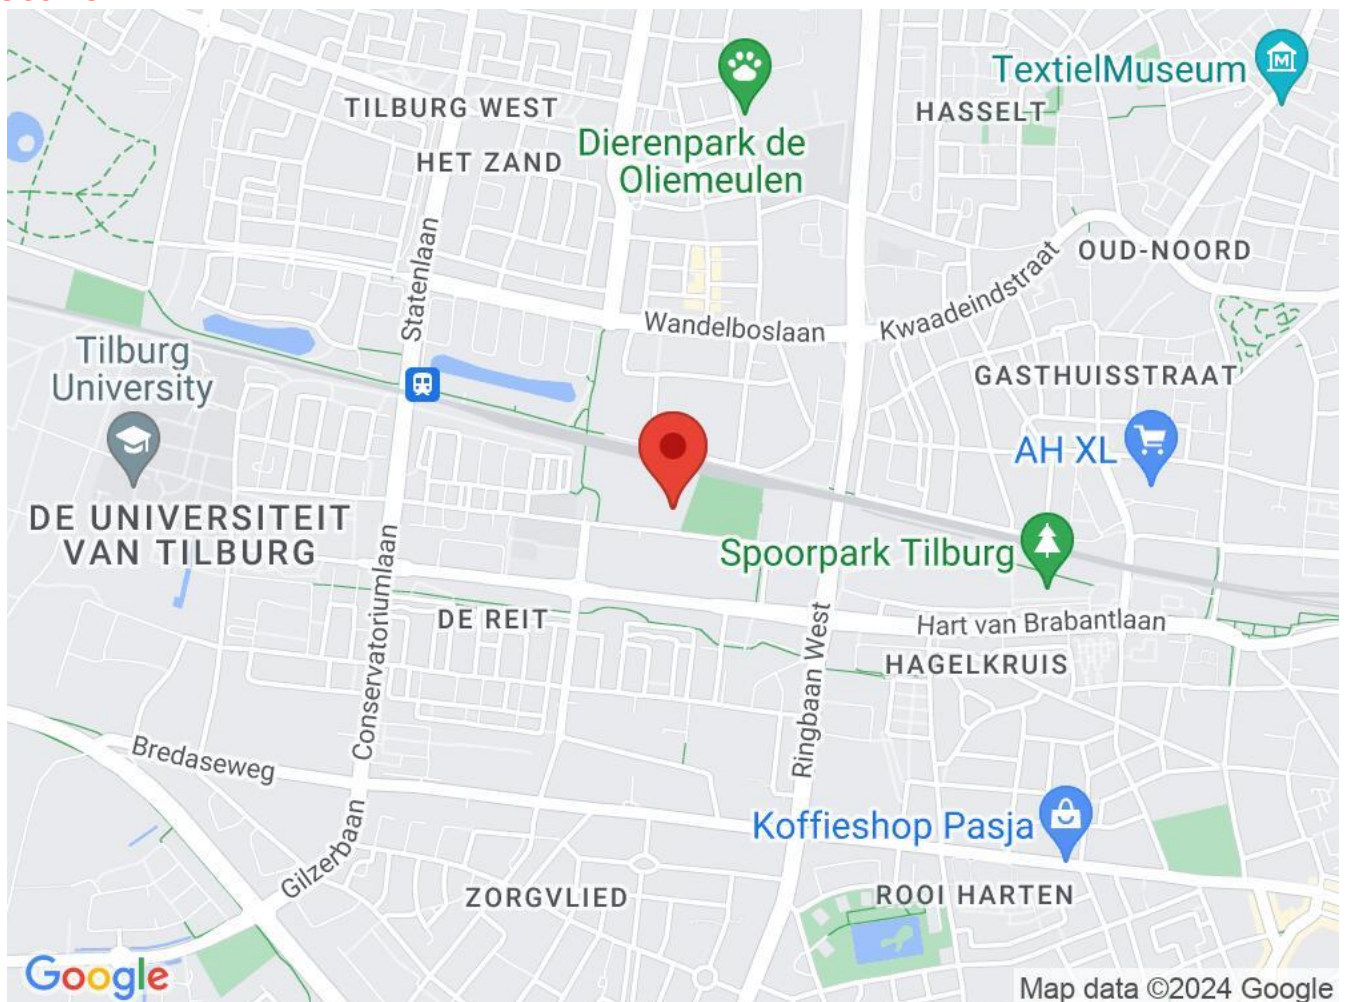 TextielMuseum
TILBURG WEST
HASSELT
HET ZAND
Dierenpark de
Oliemeulen
OUD-NOORD
Statenlaan
Kwaadeindstraat
Wandelboslaan
Tilburg
University
GASTHUISSTRAAT
AH XL
DE UNIVERSITEIT
VAN TILBURG
Spoorpark Tilburg
Conservatoriumlaan
DE REIT
Hart van Brabantlaan
HAGELKRUIS
Ringbaan West
Bredaseweg
Koffieshop Pasja
Gilzerbaan
ZORGVLIED
ROOI HARTEN
Google
Map data ©2024 Google